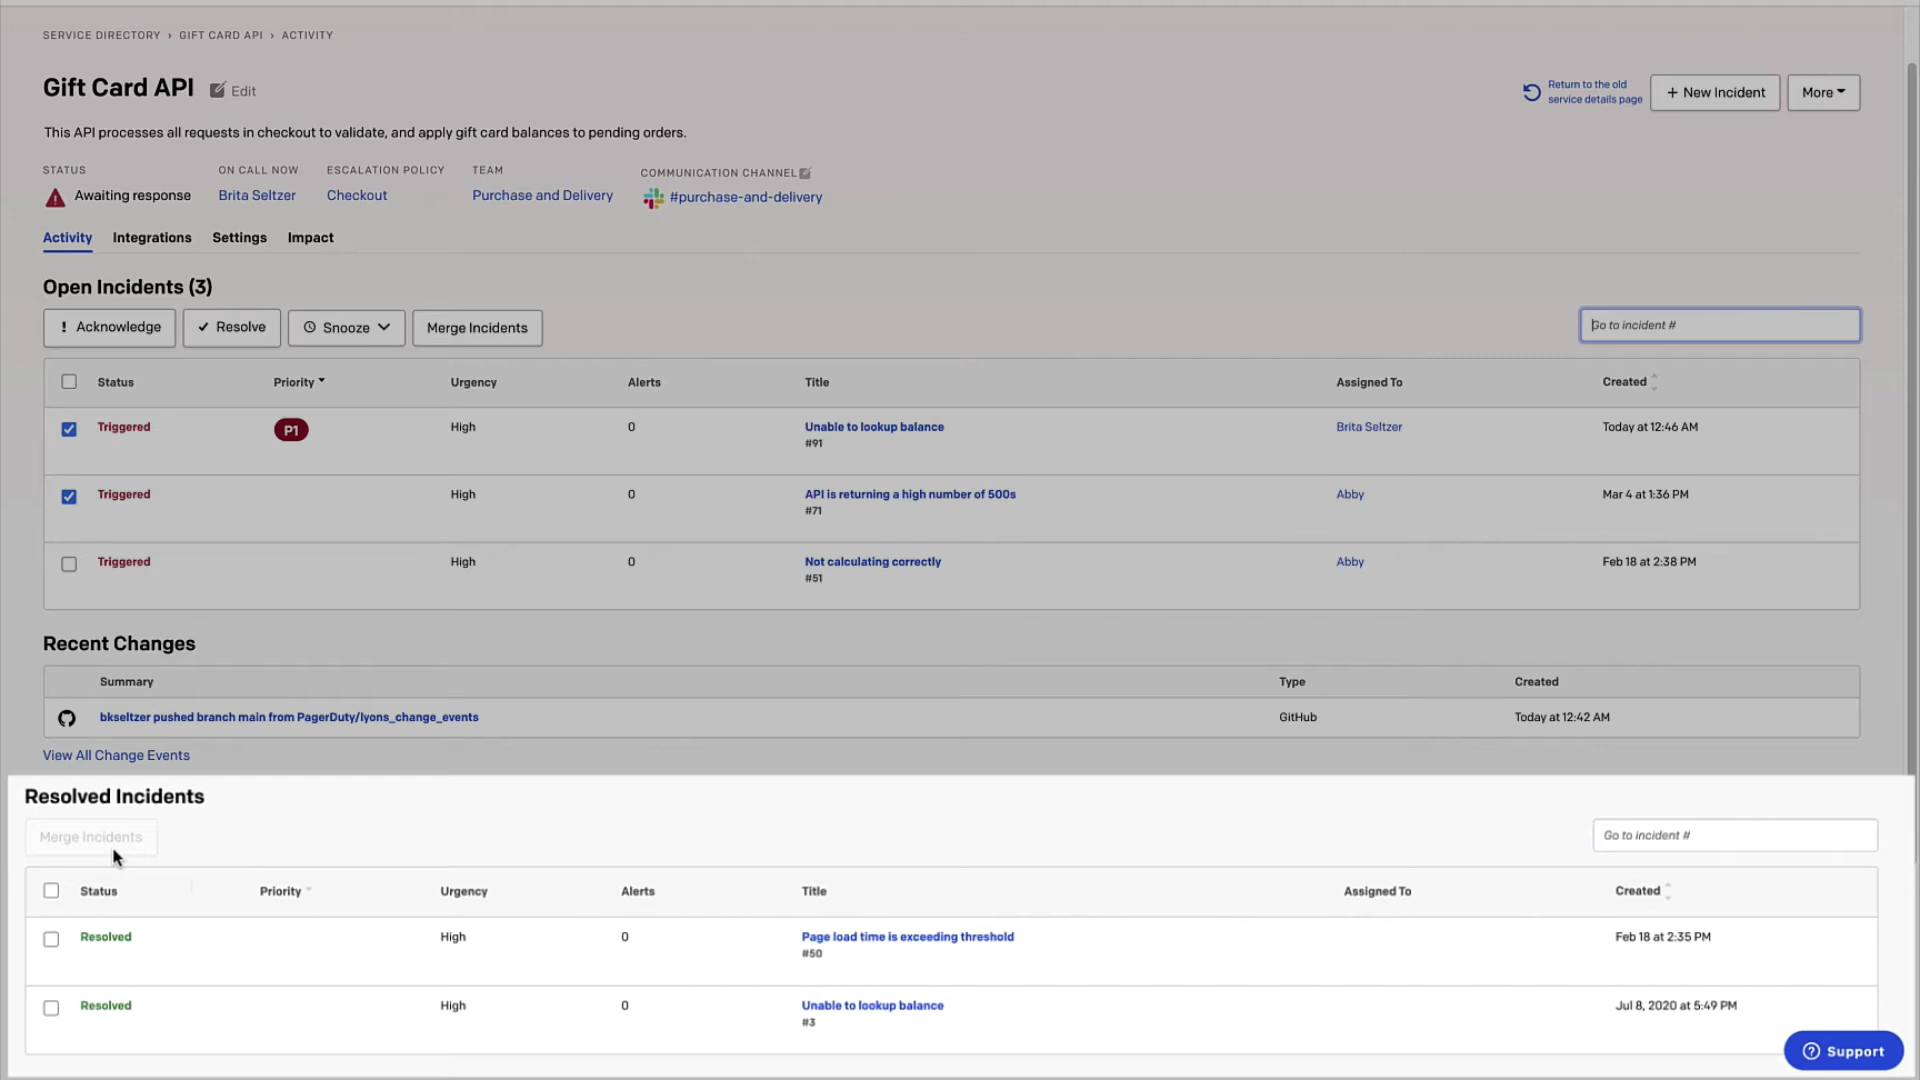 SERVICE DIRECTORY › GIFT CARD API › ACTIVITY
Gift Card API Edit
Return to the old
service details page
+ New Incident More
This API processes all requests in checkout to validate, and apply gift card balances to pending orders.
STATUS ON CALL NOW ESCALATION POLICY TEAM COMMUNICATION CHANNEL
Awaiting response Brita Seltzer Checkout Purchase and Delivery #purchase-and-delivery
Activity Integrations Settings Impact
Open Incidents (3)
! Acknowledge Resolve Snooze Merge Incidents Go to incident #
Status Priority Urgency Alerts Title Assigned To Created
Triggered P1 High 0 Unable to lookup balance Brita Seltzer Today at 12:46 AM
#91
Triggered High 0 API is returning a high number of 500s Abby Mar 4 at 1:36 PM
#71
Triggered High 0 Not calculating correctly Abby Feb 18 at 2:38 PM
#51
Recent Changes
Summary Type Created
bkseltzer pushed branch main from PagerDuty/lyons_change_events GitHub Today at 12:42 AM
View All Change Events
Resolved Incidents
Merge Incidents Go to incident #
Status Priority Urgency Alerts Title Assigned To Created
Resolved High 0 Page load time is exceeding threshold Feb 18 at 2:35 PM
#50
Resolved High 0 Unable to lookup balance Jul 8, 2020 at 5:49 PM
#3
? Support